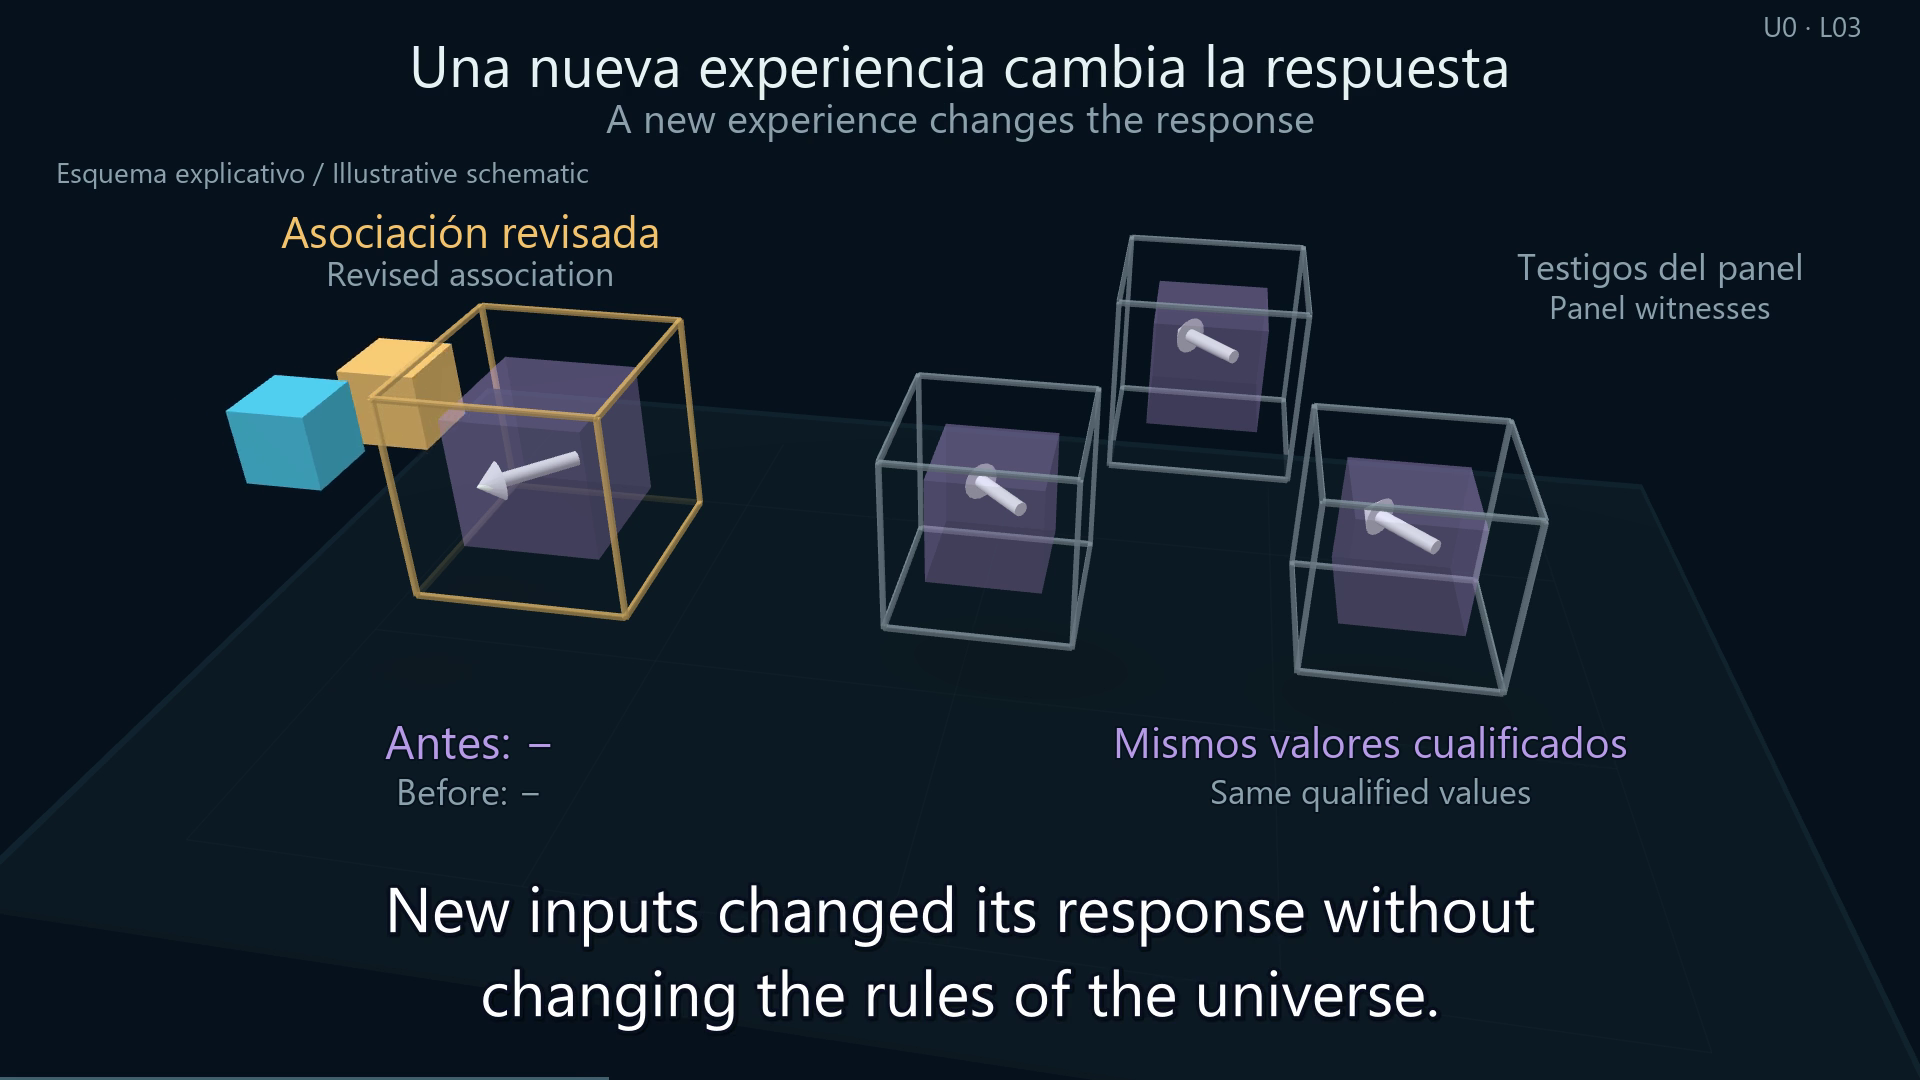 U0 · L03
Una nueva experiencia cambia la respuesta
A new experience changes the response
Esquema explicativo / Illustrative schematic
Asociación revisada
Revised association
Testigos del panel
Panel witnesses
Antes: –
Before: –
Mismos valores cualificados
Same qualified values
New inputs changed its response without
changing the rules of the universe.